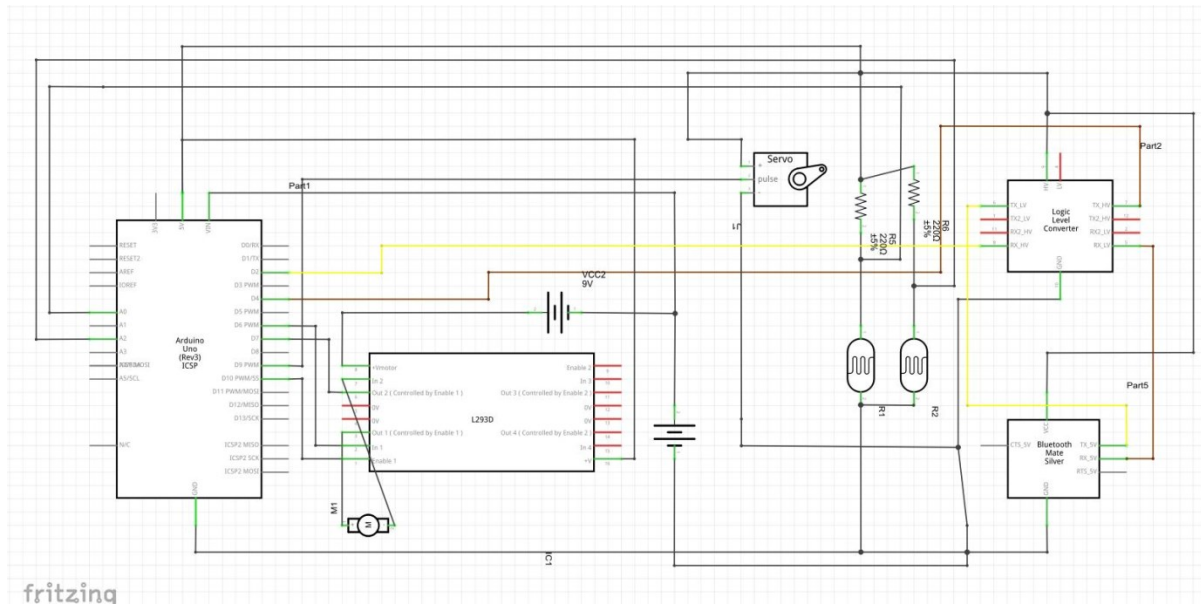 Part1
3V3
5V
VIN
RESET
RESET2
AREF
IOREF
A0
A1
A2
A3
A5/SCL
N/C
D0/RX
D1/TX
D2
D3 PWM
D4
D5 PWM
D6 PWM
D7
D8
D9 PWM
D10 PWM/SS
D11 PWM/MOSI
D12/MISO
D13/SCK
ICSP2 MISO
ICSP2 SCK
ICSP2 MOSI
GND
Arduino
Uno
(Rev3)
ICSP
VCC2
9V
+Vmotor
In 2
Out 2 ( Controlled by Enable 1 )
0V
0V
Out 1 ( Controlled by Enable 1 )
In 1
Enable 1
L293D
Enable 2
In 3
Out 3 ( Controlled by Enable 2 )
0V
0V
Out 4 ( Controlled by Enable 2 )
In 4
+V
M1
M
IC1
Servo
+
pulse
-
J1
R5
220Ω
±5%
R6
220Ω
±5%
R1
R2
Part2
TX_LV
TX2_LV
RX2_LV
RX_HV
Logic
Level
Converter
TX_HV
TX2_HV
RX2_LV
RX_LV
GND
Part5
VCC
CTS_5V
Bluetooth
Mate
Silver
TX_5V
RX_5V
RTS_5V
GND
fritzing